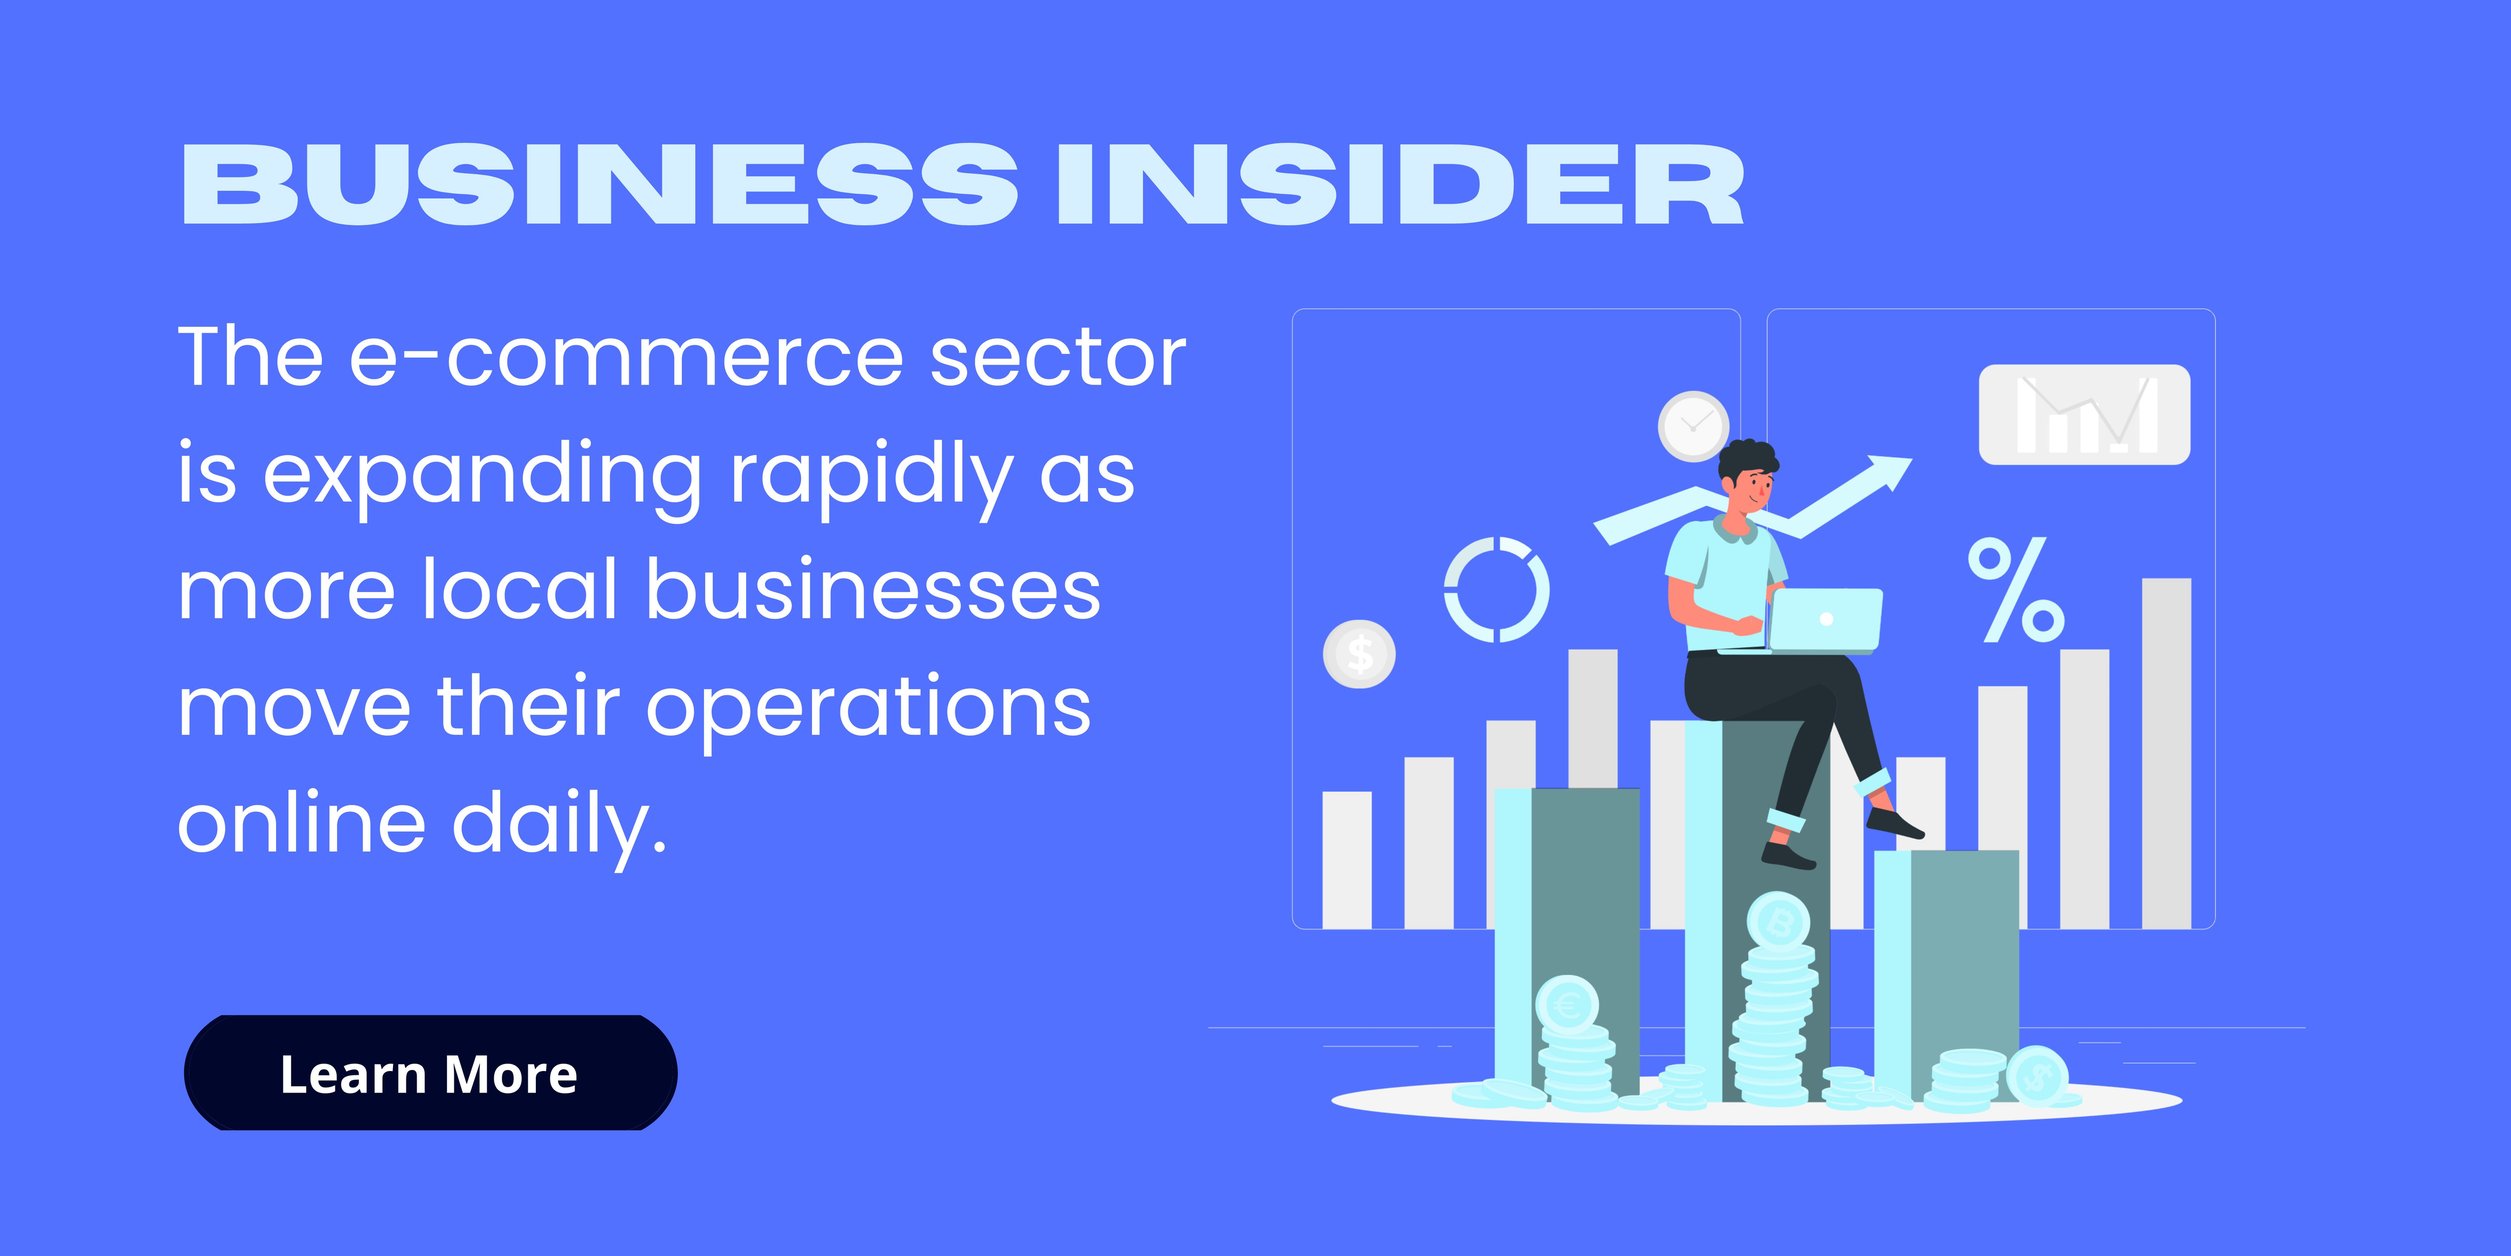 BUSINESS INSIDER
The e-commerce sector
is expanding rapidly as
more local businesses
move their operations
online daily.
$
%
B
€
$
Learn More